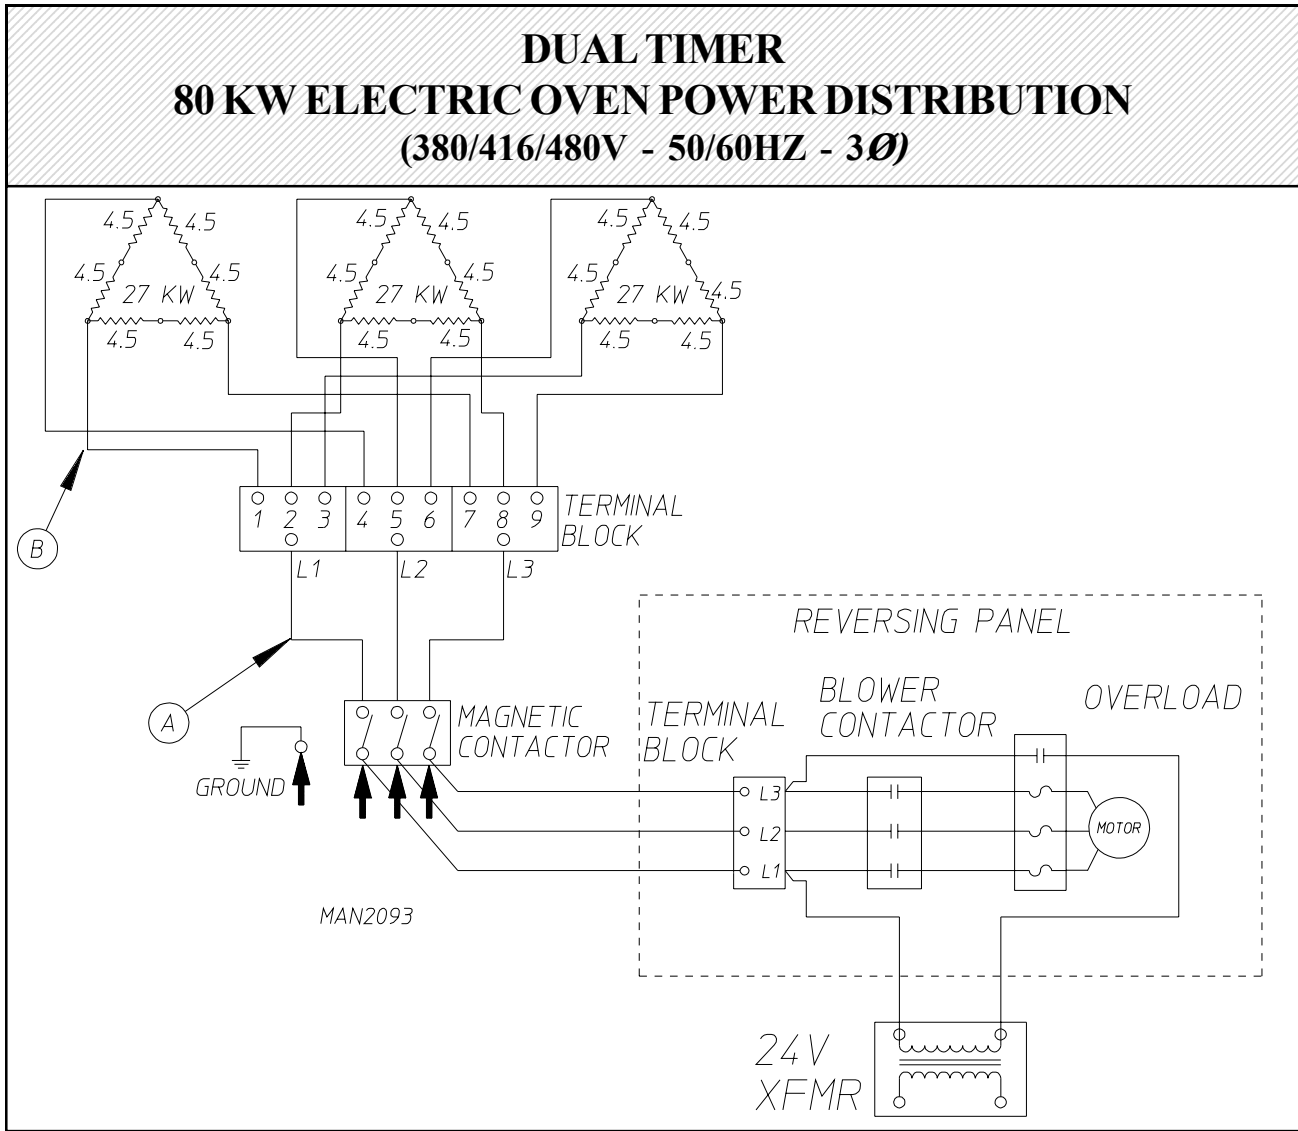 DUAL TIMER
80 KW ELECTRIC OVEN POWER DISTRIBUTION
(380/416/480V - 50/60HZ - 3Ø)
4.5 4.5 4.5 4.5 4.5 4.5
4.5 4.5 4.5 4.5 4.5 4.5
27 KW 27 KW 27 KW
4.5 4.5 4.5 4.5 4.5 4.5
B
1 2 3 4 5 6 7 8 9
TERMINAL
BLOCK
L1 L2 L3
A
MAGNETIC
CONTACTOR
GROUND
REVERSING PANEL
TERMINAL
BLOCK
BLOWER
CONTACTOR
OVERLOAD
L3
L2
L1
MOTOR
MAN2093
24V
XFMR